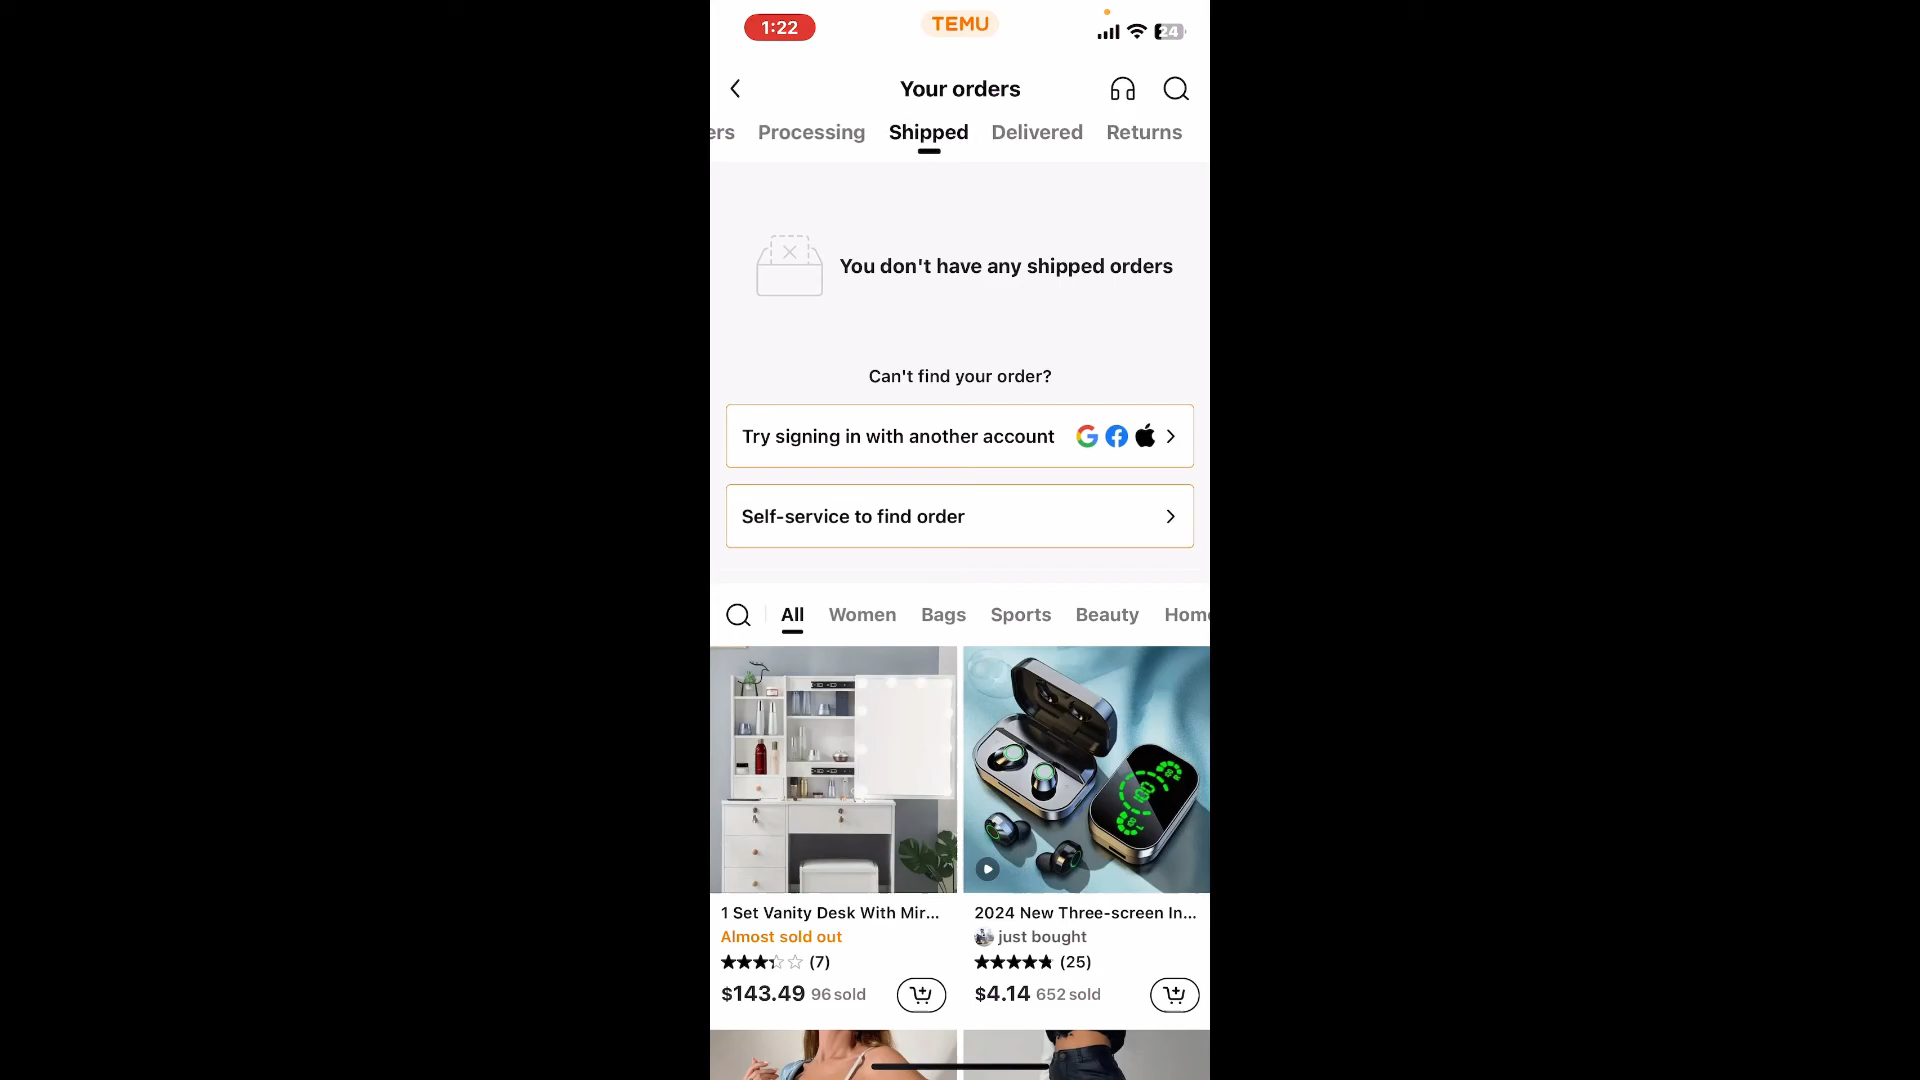 1:22
TEMU
24
Your orders
ers Processing Shipped Delivered Returns
You don't have any shipped orders
Can't find your order?
Try signing in with another account
Self-service to find order
All Women Bags Sports Beauty Home
1 Set Vanity Desk With Mir...
Almost sold out
(7)
$143.49 96 sold
2024 New Three-screen In...
just bought
(25)
$4.14 652 sold